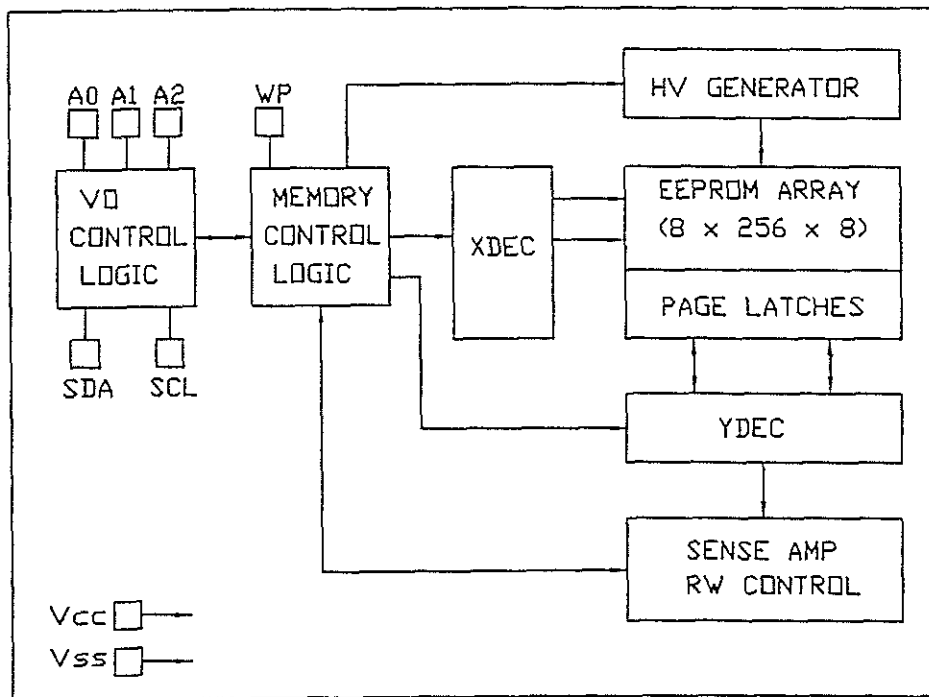 A0 A1 A2 WP
HV GENERATOR
I/O
CONTROL
LOGIC
MEMORY
CONTROL
LOGIC
XDEC
EEPROM ARRAY
(8 x 256 x 8)
PAGE LATCHES
SDA SCL
YDEC
SENSE AMP
RW CONTROL
Vcc
Vss